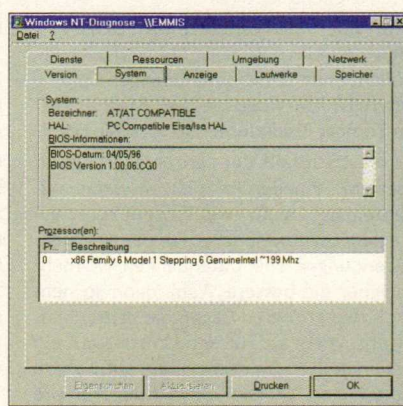 Windows NT-Diagnose - \\EMMIS
Datei ?
Dienste Ressourcen Umgebung Netzwerk
Version System Anzeige Laufwerke Speicher
System:
Bezeichner: AT/AT COMPATIBLE
HAL: PC Compatible Eisa/Isa HAL
BIOS-Informationen:
BIOS-Datum: 04/05/96
BIOS Version 1.00.06.CG0
Prozessor(en):
Pr... Beschreibung
0 x86 Family 6 Model 1 Stepping 6 GenuineIntel ~199 Mhz
Eigenschaften Aktualisieren Drucken OK